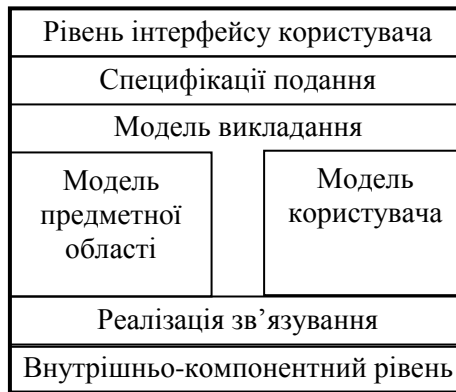 Рівень інтерфейсу користувача
Специфікації подання
Модель викладання
Модель
предметної
області
Модель
користувача
Реалізація зв’язування
Внутрішньо-компонентний рівень